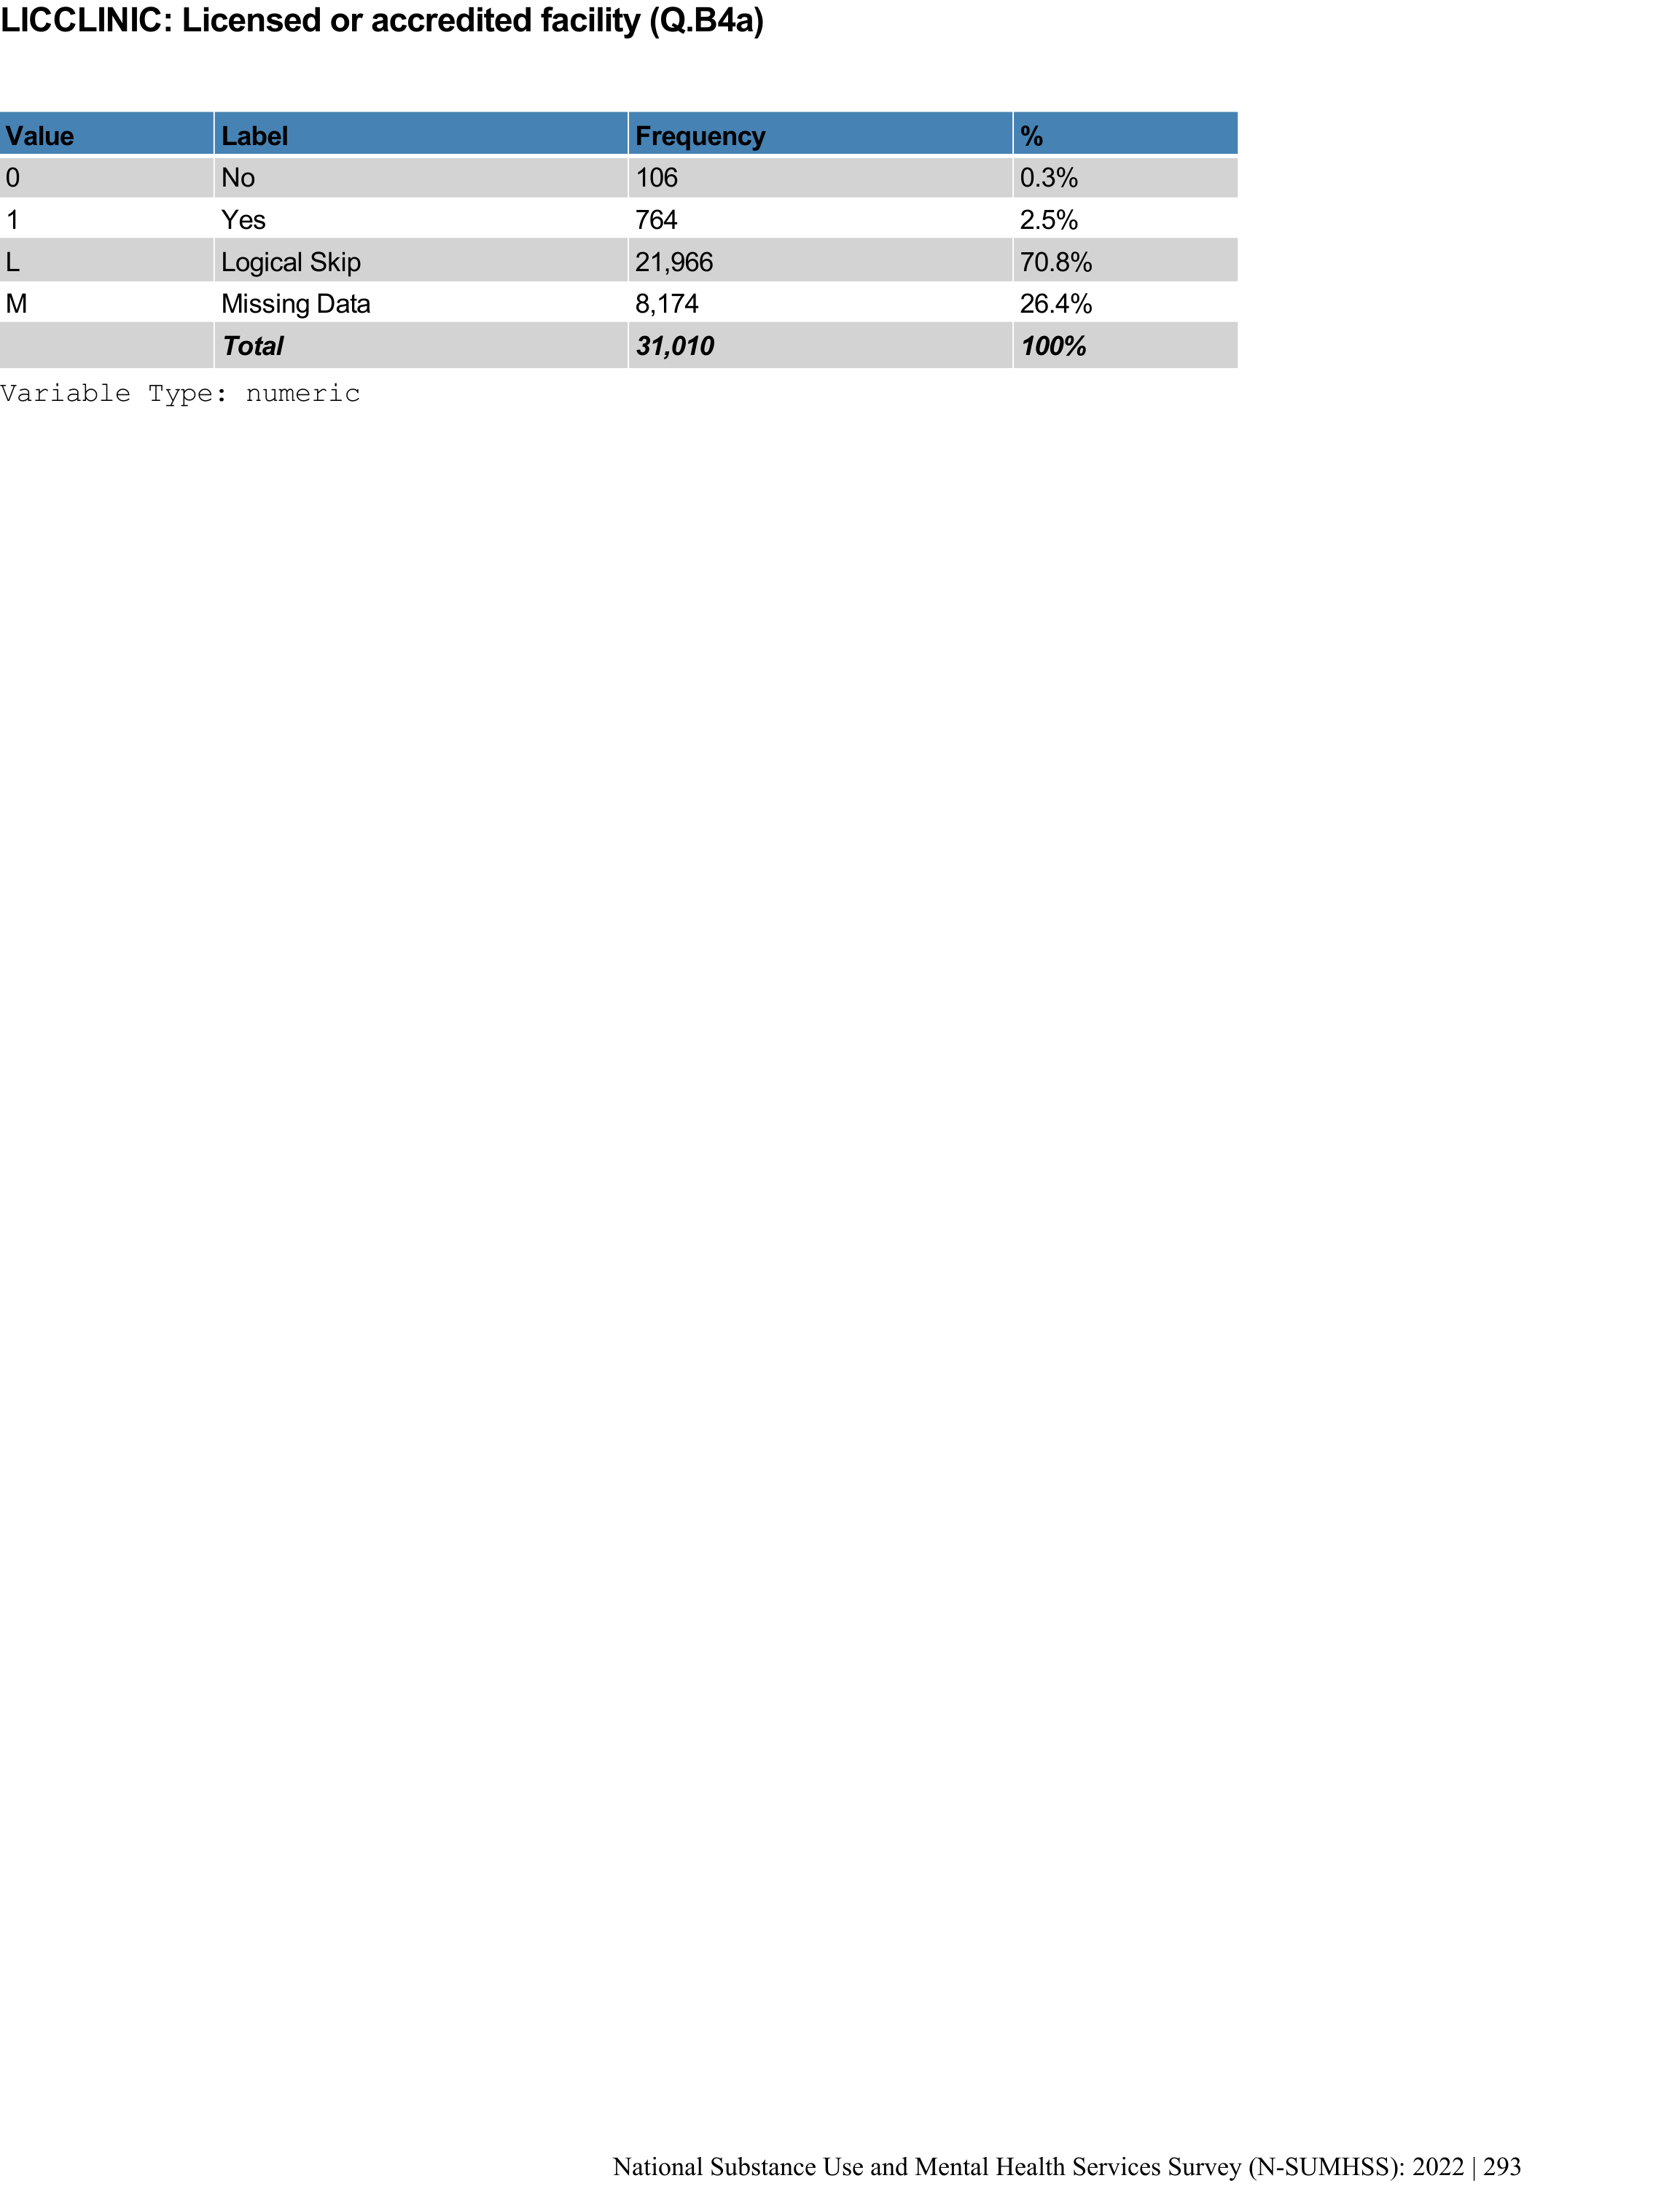 LICCLINIC: Licensed or accredited facility (Q.B4a)
Value Label Frequency %
0 No 106 0.3%
1 Yes 764 2.5%
L Logical Skip 21,966 70.8%
M Missing Data 8,174 26.4%
Total 31,010 100%
Variable Type: numeric
National Substance Use and Mental Health Services Survey (N-SUMHSS): 2022 | 293